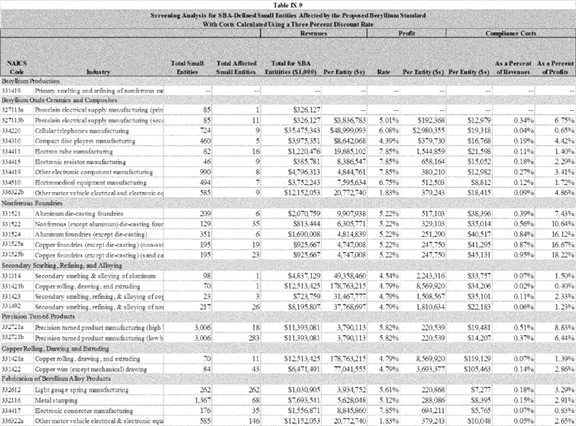 Table IX-9
Screening Analysis for SBA-Defined Small Entities Affected by the Proposed Beryllium Standard
With Costs Calculated Using a Three Percent Discount Rate
Revenues Profit Compliance Costs
NAICS Code Industry Total Small Entities Total Affected Small Entities Total for SBA Entities ($1,000) Per Entity ($s) Rate Per Entity ($s) Per Entity ($s) As a Percent of Revenues As a Percent of Profits
Beryllium Production
331419 Primary smelting and refining of nonferrous me -- -- -- -- -- -- -- -- --
Beryllium Oxide Ceramics and Composites
327113a Porcelain electrical supply manufacturing (prim 85 1 $326,127 -- -- -- -- -- --
327113b Porcelain electrical supply manufacturing (seco 85 11 $326,127 $3,836,783 5.01% $192,368 $12,979 0.34% 6.75%
334220 Cellular telephones manufacturing 724 9 $35,475,343 $48,999,093 6.08% $2,980,355 $19,318 0.04% 0.65%
334310 Compact disc players manufacturing 460 5 $3,975,351 $8,642,068 4.39% $379,730 $16,768 0.19% 4.42%
334411 Electron tube manufacturing 62 16 $1,220,476 19,685,102 7.85% 1,544,859 $21,598 0.11% 1.40%
334415 Electronic resistor manufacturing 46 9 $385,781 8,386,547 7.85% 658,164 $15,052 0.18% 2.29%
334419 Other electronic component manufacturing 990 8 $4,796,313 4,844,761 7.85% 380,210 $12,982 0.27% 3.41%
334510 Electromedical equipment manufacturing 494 7 $3,752,243 7,595,634 6.75% 512,503 $8,812 0.12% 1.72%
336322b Other motor vehicle electrical and electronic eq 585 9 $12,152,053 20,772,740 1.83% 379,243 $18,415 0.09% 4.86%
Nonferrous Foundries
331521 Aluminum die-casting foundries 209 6 $2,070,759 9,907,938 5.22% 517,103 $38,396 0.39% 7.43%
331522 Nonferrous (except aluminum) die-casting foun 129 35 $813,444 6,305,771 5.22% 329,103 $35,014 0.56% 10.64%
331524 Aluminum foundries (except die-casting) 351 6 $1,690,008 4,814,839 5.22% 251,290 $40,517 0.84% 16.12%
331525a Copper foundries (except die-casting) (non-san 195 19 $925,667 4,747,008 5.22% 247,750 $41,295 0.87% 16.67%
331525b Copper foundries (except die-casting) (sand ca 195 23 $925,667 4,747,008 5.22% 247,750 $45,131 0.95% 18.22%
Secondary Smelting, Refining, and Alloying
331314 Secondary smelting & alloying of aluminum 98 1 $4,837,129 49,358,460 4.54% 2,243,316 $33,757 0.07% 1.50%
331421b Copper rolling, drawing, and extruding 70 1 $12,513,425 178,763,215 4.79% 8,569,920 $34,206 0.02% 0.40%
331423 Secondary smelting, refining, & alloying of cop 23 3 $723,759 31,467,777 4.79% 1,508,567 $35,101 0.11% 2.33%
331492 Secondary smelting, refining, & alloying of 217 26 $8,195,807 37,768,697 4.79% 1,810,634 $22,183 0.06% 1.23%
Precision Turned Products
332721a Precision turned product manufacturing (high 3,006 18 $11,393,081 3,790,113 5.82% 220,539 $19,481 0.51% 8.83%
332721b Precision turned product manufacturing (low b 3,006 283 $11,393,081 3,790,113 5.82% 220,539 $14,207 0.37% 6.44%
Copper Rolling, Drawing and Extruding
331421a Copper rolling, drawing, and extruding 70 11 $12,513,425 178,763,215 4.79% 8,569,920 $119,129 0.07% 1.39%
331422 Copper wire (except mechanical) drawing 84 43 $6,471,491 77,041,555 4.79% 3,693,377 $105,463 0.14% 2.86%
Fabrication of Beryllium Alloy Products
332612 Light gauge spring manufacturing 262 262 $1,030,905 3,934,752 5.61% 220,868 $7,277 0.18% 3.29%
332116 Metal stamping 1,367 68 $7,693,541 5,628,048 5.12% 288,086 $8,395 0.15% 2.91%
334417 Electronic connector manufacturing 176 35 $1,556,871 8,845,860 7.85% 694,211 $5,765 0.07% 0.83%
336322a Other motor vehicle electrical & electronic equi 585 146 $12,152,053 20,772,740 1.83% 379,243 $10,048 0.05% 2.65%